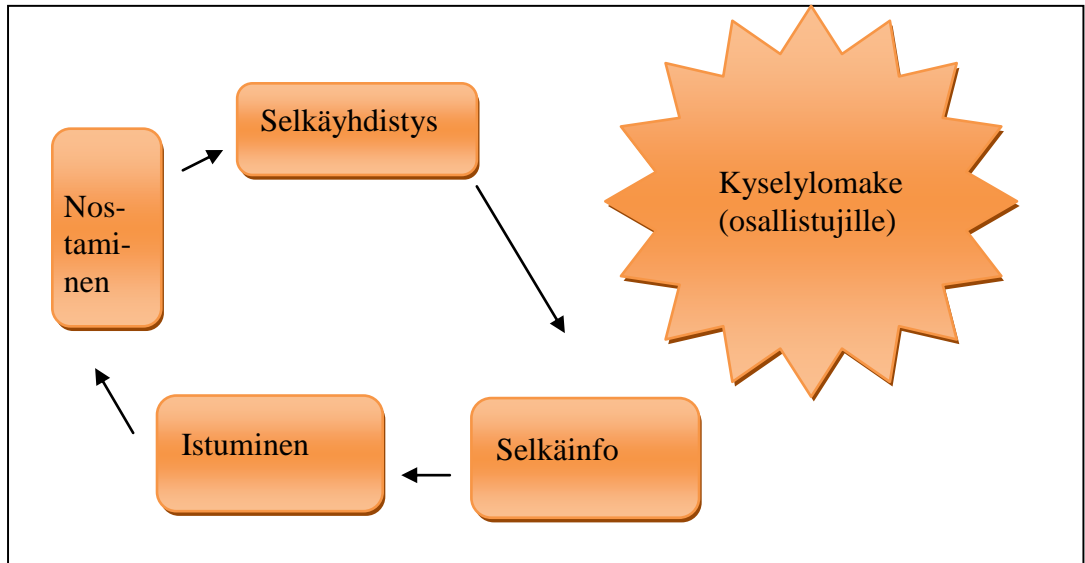 Selkäyhdistys
Kyselylomake
(osallistujille)
Nos-
tami-
nen
Istuminen
Selkäinfo